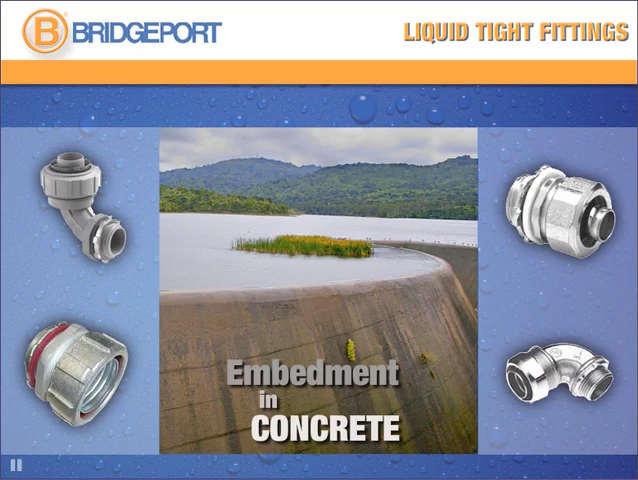 B BRIDGEPORT
LIQUID TIGHT FITTINGS
Embedment
in
CONCRETE